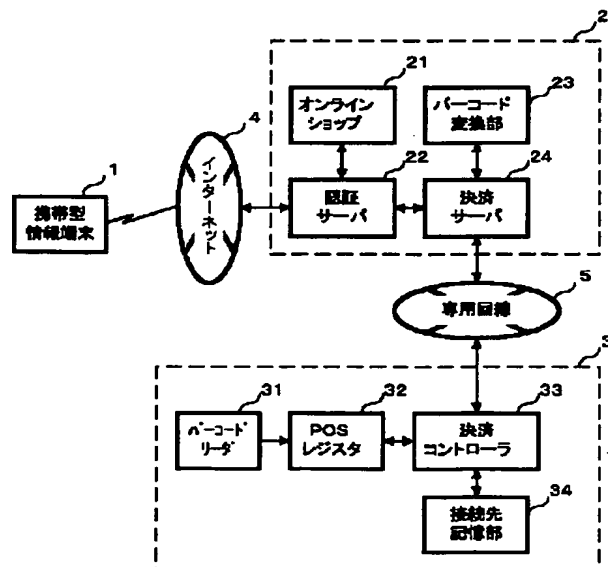 2
21
23
オンライン
ショップ
バーコード
変換部
4
1
インターネット
22
24
携帯型
情報端末
認証
サーバ
決済
サーバ
5
専用回線
3
31
32
33
バーコード
リーダ
POS
レジスタ
決済
コントローラ
34
接続先
記憶部